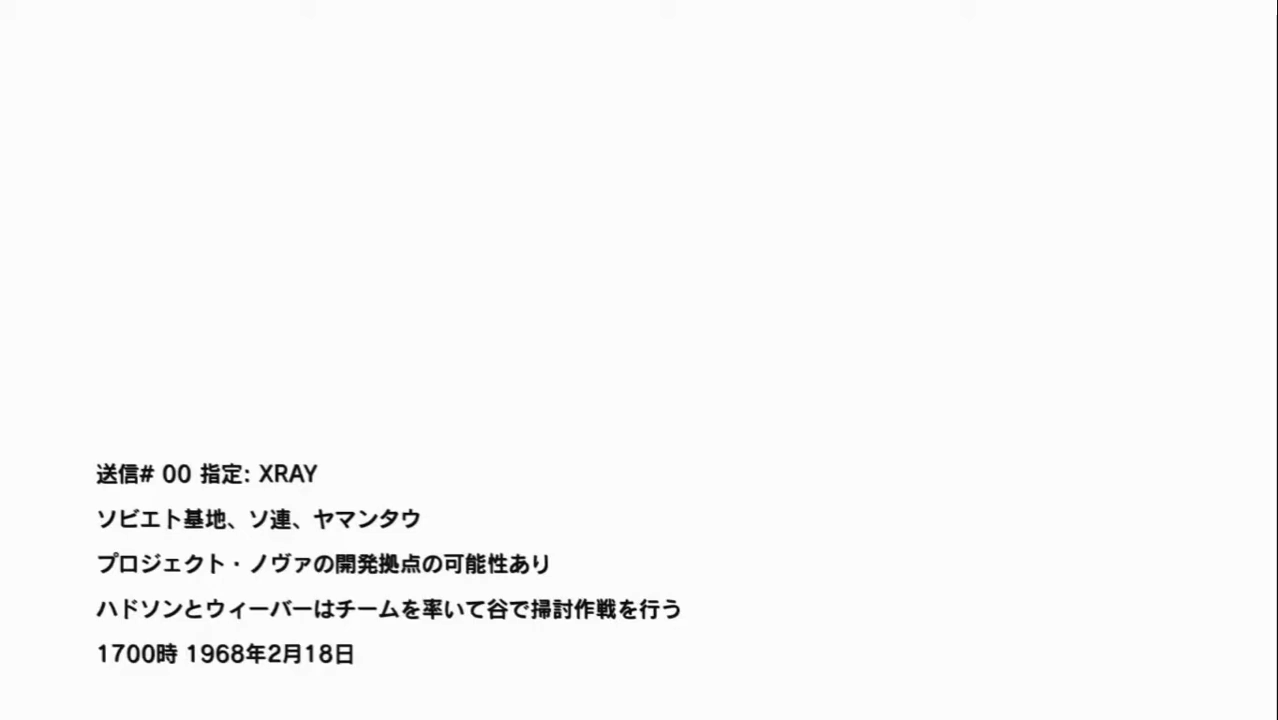 送信# 00 指定: XRAY
ソビエト基地、ソ連、ヤマンタウ
プロジェクト・ノヴァの開発拠点の可能性あり
ハドソンとウィーバーはチームを率いて谷で掃討作戦を行う
1700時 1968年2月18日